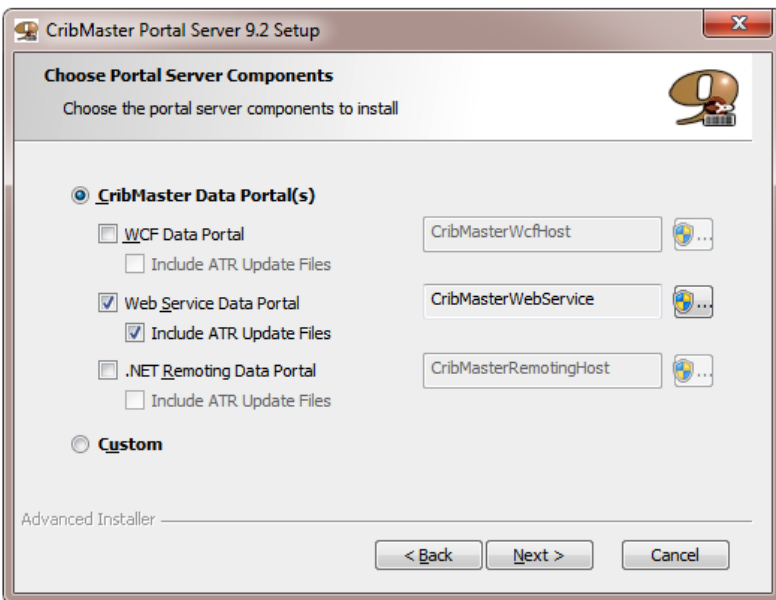 CribMaster Portal Server 9.2 Setup
Choose Portal Server Components
Choose the portal server components to install
CribMaster Data Portal(s)
WCF Data Portal
CribMasterWcfHost
...
Include ATR Update Files
Web Service Data Portal
CribMasterWebService
...
Include ATR Update Files
.NET Remoting Data Portal
CribMasterRemotingHost
...
Include ATR Update Files
Custom
Advanced Installer
< Back
Next >
Cancel